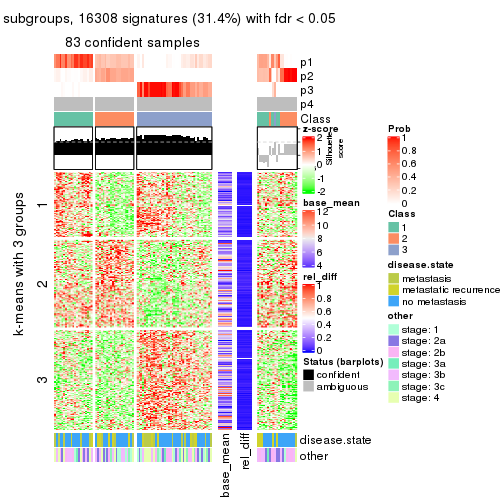 subgroups, 16308 signatures (31.4%) with fdr < 0.05
83 confident samples
p1
p2
p3
p4
Class
z-score
2
1
0
-1
-2
Silhouette
score
base_mean
12
10
8
6
4
rel_diff
1
0.8
0.6
0.4
0.2
0
Status (barplots)
confident
ambiguous
Prob
1
0.8
0.6
0.4
0.2
0
Class
1
2
3
disease.state
metastasis
metastatic recurrence
no metastasis
other
stage: 1
stage: 2a
stage: 2b
stage: 3a
stage: 3b
stage: 3c
stage: 4
k-means with 3 groups
1
2
3
disease.state
other
base_mean
rel_diff